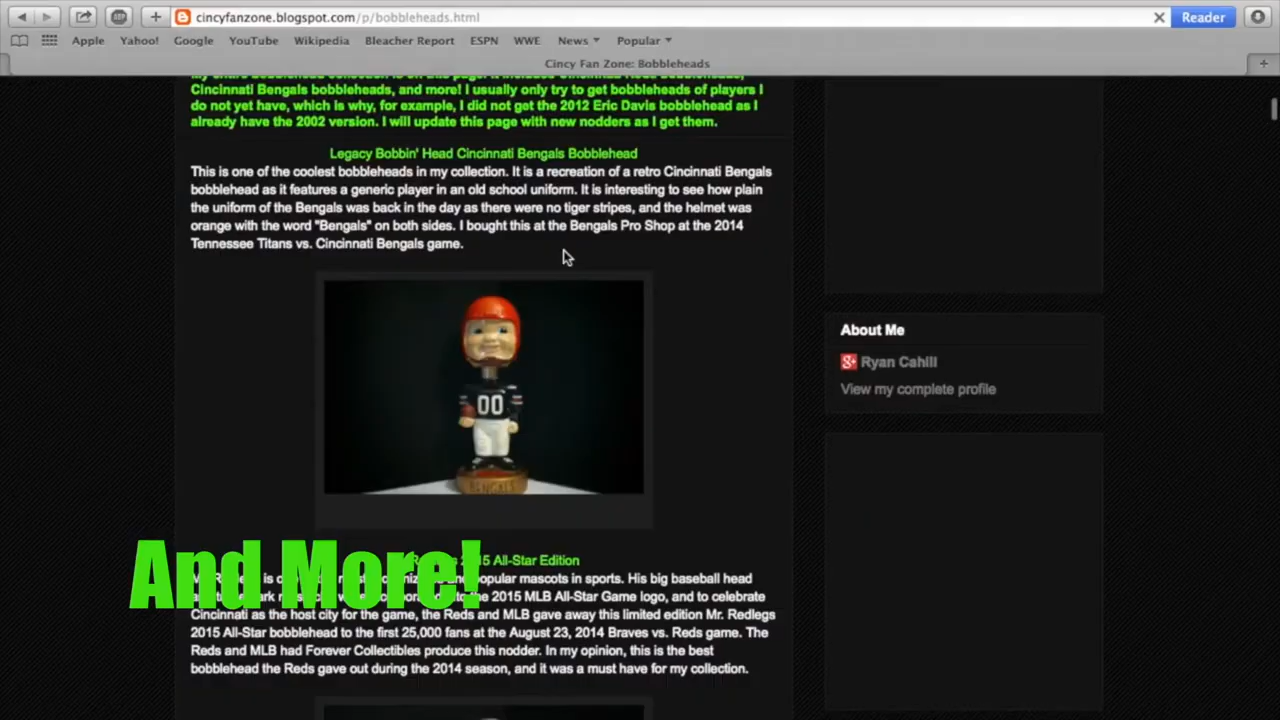 cincyfanzone.blogspot.com/p/bobbleheads.html
Reader
Apple Yahoo! Google YouTube Wikipedia Bleacher Report ESPN WWE News Popular
Cincy Fan Zone: Bobbleheads
Cincinnati Bengals bobbleheads, and more! I usually only try to get bobbleheads of players I
do not yet have, which is why, for example, I did not get the 2012 Eric Davis bobblehead as I
already have the 2002 version. I will update this page with new nodders as I get them.
Legacy Bobbin' Head Cincinnati Bengals Bobblehead
This is one of the coolest bobbleheads in my collection. It is a recreation of a retro Cincinnati Bengals
bobblehead as it features a generic player in an old school uniform. It is interesting to see how plain
the uniform of the Bengals was back in the day as there were no tiger stripes, and the helmet was
orange with the word "Bengals" on both sides. I bought this at the Bengals Pro Shop at the 2014
Tennessee Titans vs. Cincinnati Bengals game.
00
BENGALS
About Me
Ryan Cahill
View my complete profile
And More!
2015 All-Star Edition
popular mascots in sports. His big baseball head
the 2015 MLB All-Star Game logo, and to celebrate
Cincinnati as the host city for the game, the Reds and MLB gave away this limited edition Mr. Redlegs
2015 All-Star bobblehead to the first 25,000 fans at the August 23, 2014 Braves vs. Reds game. The
Reds and MLB had Forever Collectibles produce this nodder. In my opinion, this is the best
bobblehead the Reds gave out during the 2014 season, and it was a must have for my collection.